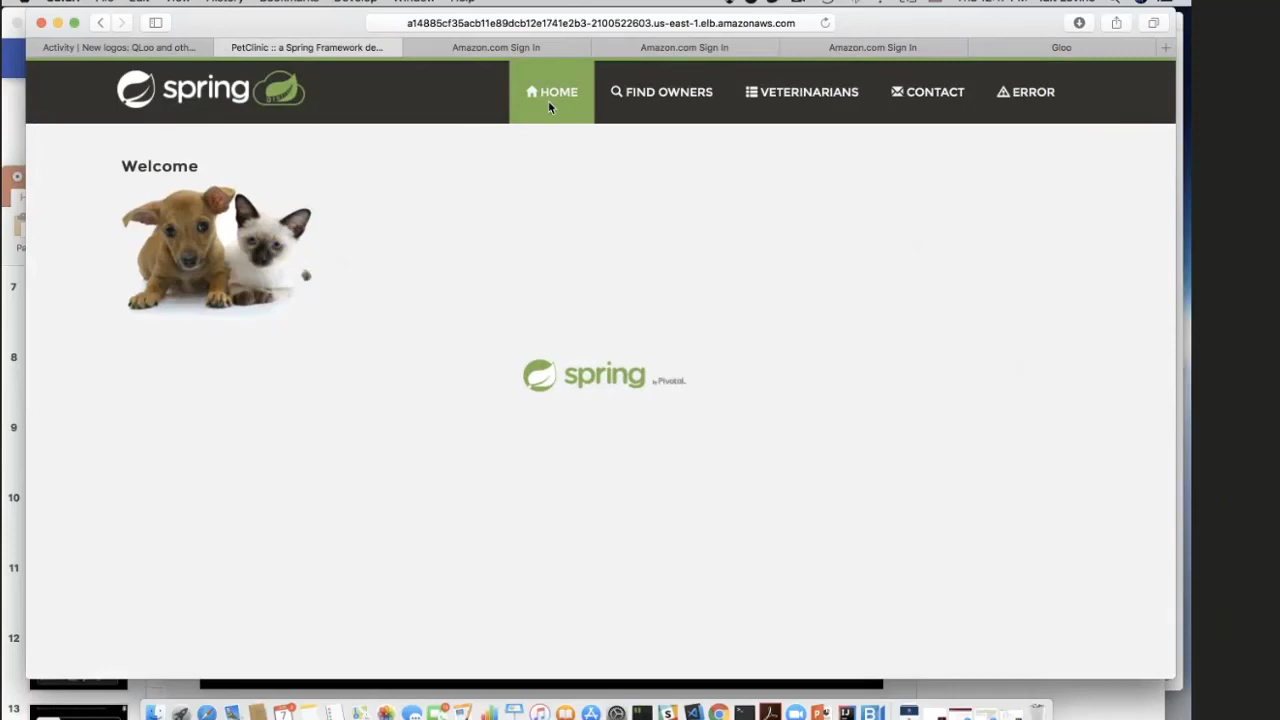 a14885cf35acb11e89dcb12e1741e2b3-2100522603.us-east-1.elb.amazonaws.com
Activity | New logos: QLoo and oth...
PetClinic :: a Spring Framework de...
Amazon.com Sign In
Amazon.com Sign In
Amazon.com Sign In
Gloo
spring
HOME
FIND OWNERS
VETERINARIANS
CONTACT
ERROR
Welcome
spring by Pivotal.
7
8
9
10
11
12
13